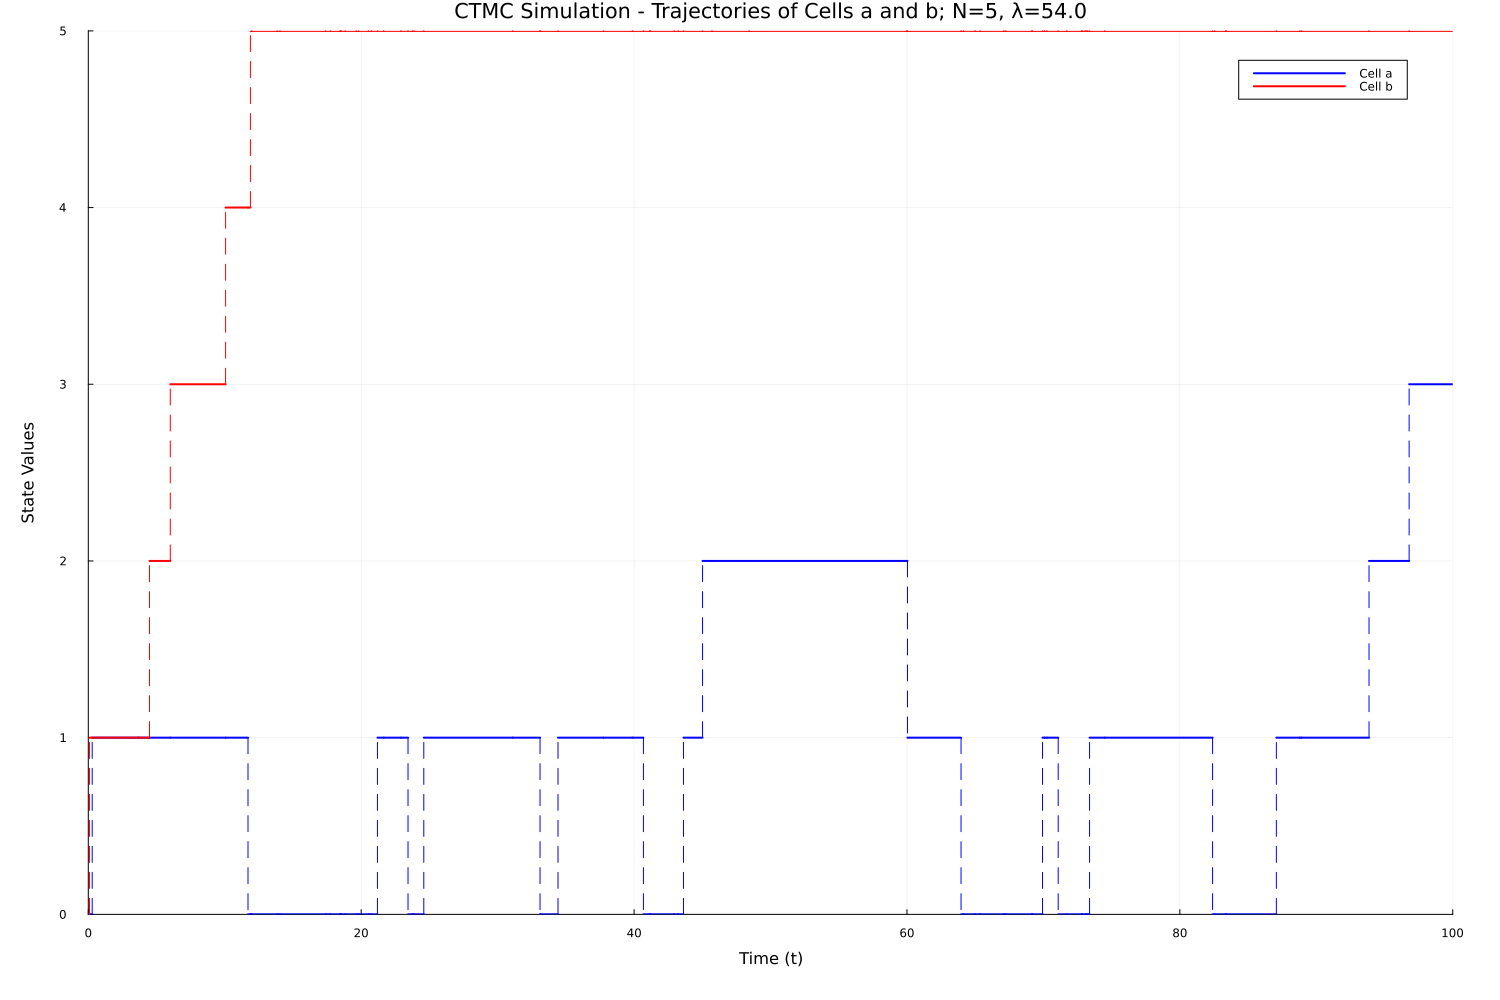 CTMC Simulation - Trajectories of Cells a and b; N=5, λ=54.0
5
Cell a
Cell b
4
3
State Values
2
1
0
0 20 40 60 80 100
Time (t)